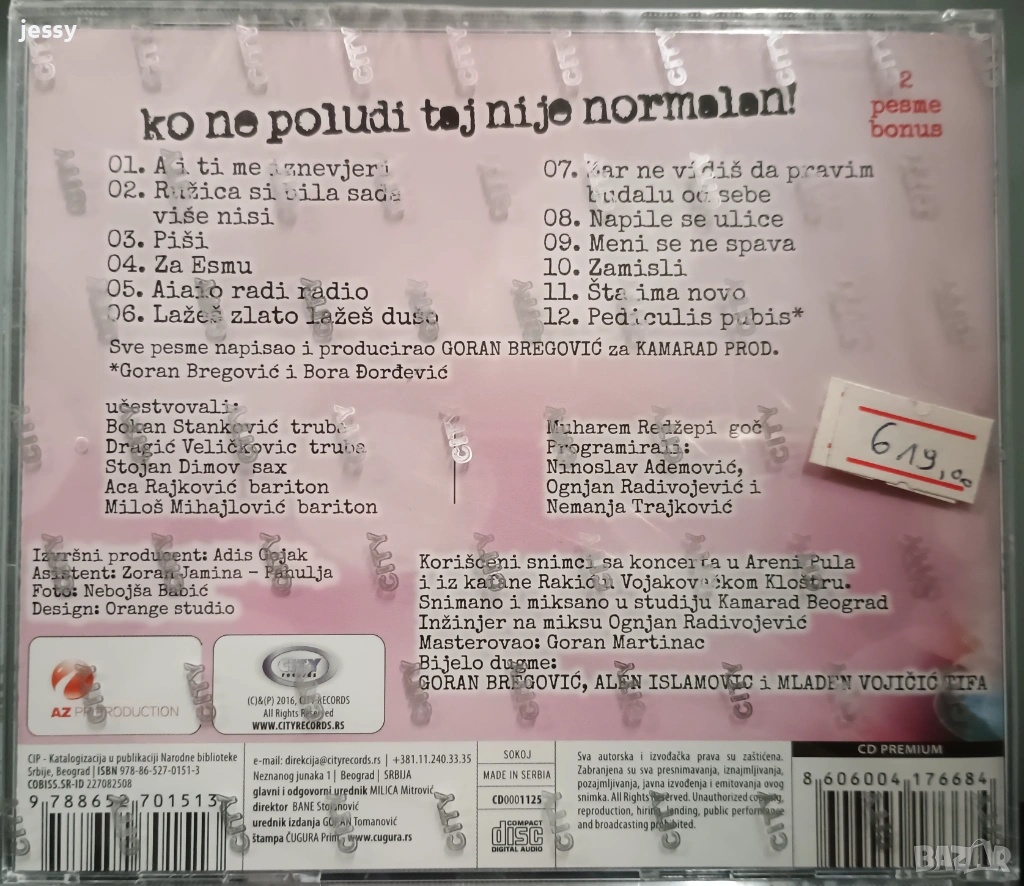 jessy
ko ne poludi taj nije normalan!
2
pesme
bonus
01. A i ti me iznevjeri
02. Ružica si bila sada
više nisi
03. Piši
04. Za Esmu
05. Aiaio radi radio
06. Lažeš zlato lažeš dušo
07. Zar ne vidiš da pravim
budalu od sebe
08. Napile se ulice
09. Meni se ne spava
10. Zamisli
11. Šta ima novo
12. Pediculis pubis*
Sve pesme napisao i producirao GORAN BREGOVIĆ za KAMARAD PROD.
*Goran Bregović i Bora Đorđević
učestvovali:
Bokan Stanković truba
Dragić Veličkovic truba
Stojan Dimov sax
Aca Rajković bariton
Miloš Mihajlović bariton
Muharem Redžepi goč
Programirali:
Ninoslav Ademović,
Ognjan Radivojević i
Nemanja Trajković
619,00
Izvršni producent: Adis Gojak
Asistent: Zoran Jamina – Pahulja
Foto: Nebojša Babić
Design: Orange studio
Korišćeni snimci sa koncerta u Areni Pula
i iz kafane Rakić u Vojakovačkom Kloštru.
Snimano i miksano u studiju Kamarad Beograd
Inžinjer na miksu Ognjan Radivojević
Masterovao: Goran Martinac
Bijelo dugme:
GORAN BREGOVIĆ, ALEN ISLAMOVIĆ i MLADEN VOJIČIĆ TIFA
AZ PRODUCTION
CITY
records
(C)&(P) 2016, CITY RECORDS
All Rights Reserved
WWW.CITYRECORDS.RS
CIP - Katalogizacija u publikaciji Narodne biblioteke
Srbije, Beograd | ISBN 978-86-527-0151-3
COBISS.SR-ID 227082508
9 788652 701513
e-mail: direkcija@cityrecords.rs | +381.11.240.33.35
Neznanog junaka 1 | Beograd | SRBIJA
glavni i odgovorni urednik MILICA Mitrović
direktor BANE Stojanović
urednik izdanja GORAN Tomanović
štampa ČUGURA Print, www.cugura.rs
SOKOJ
MADE IN SERBIA
CD0001125
COMPACT
disc
DIGITAL AUDIO
Sva autorska i izvođačka prava su zaštićena.
Zabranjena su sva presnimavanja, iznajmljivanja,
pozajmljivanja, javna izvođenja i emitovanja ovog
snimka. All Rights Reserved. Unauthorized copying,
reproduction, hiring, lending, public performance
and broadcasting prohibited.
CD PREMIUM
8 606004 176684
BAZAR